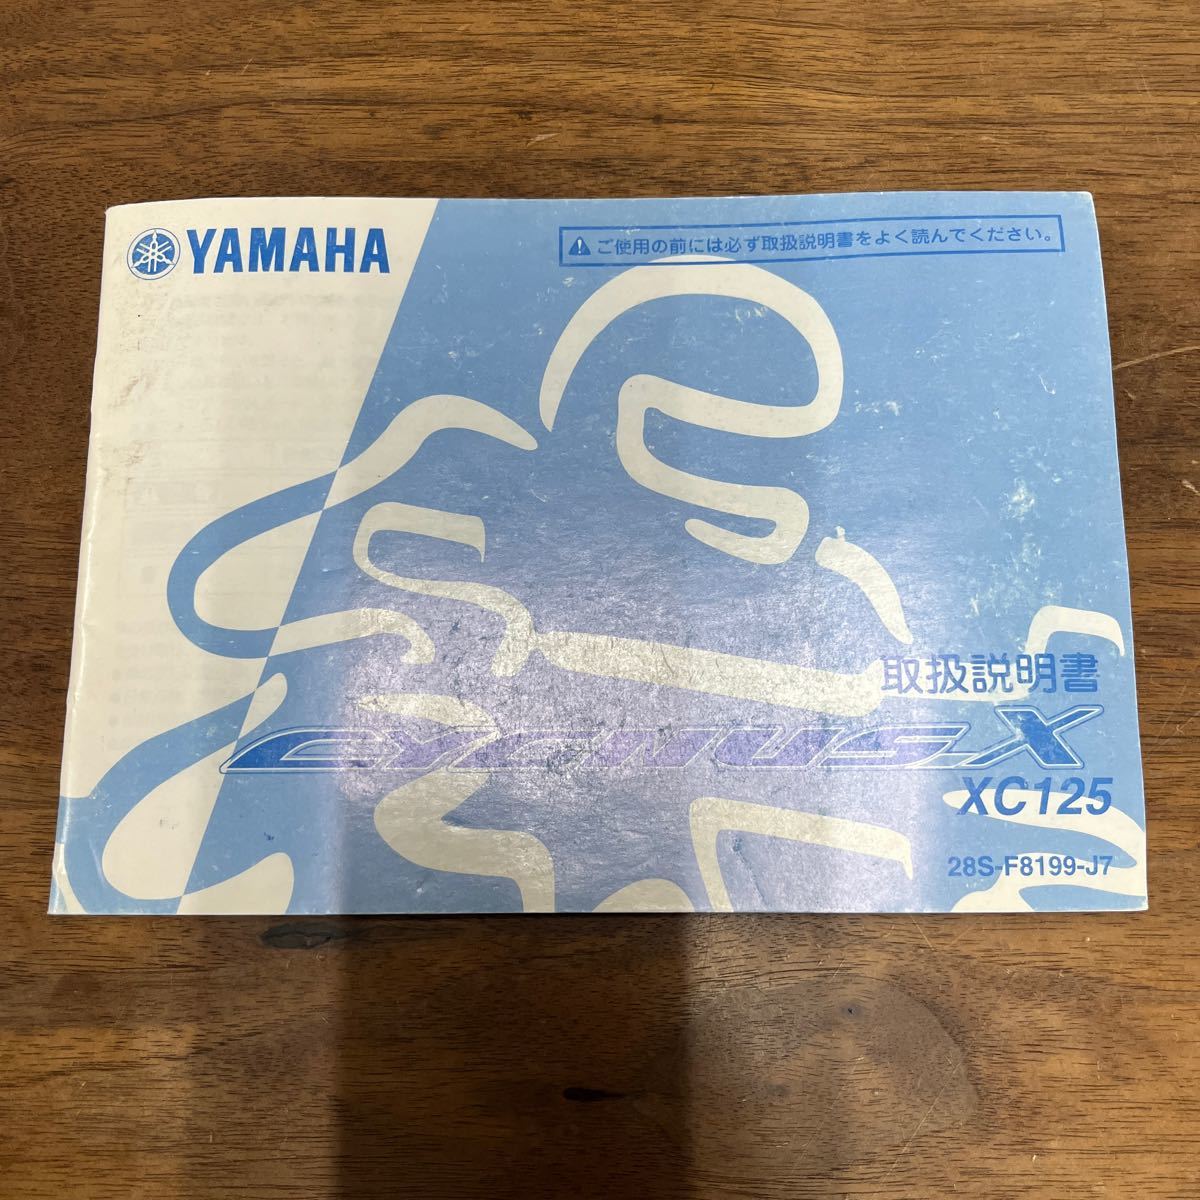 YAMAHA
ご使用の前には必ず取扱説明書をよく読んでください。
取扱説明書
CYGNUS X
XC125
28S-F8199-J7